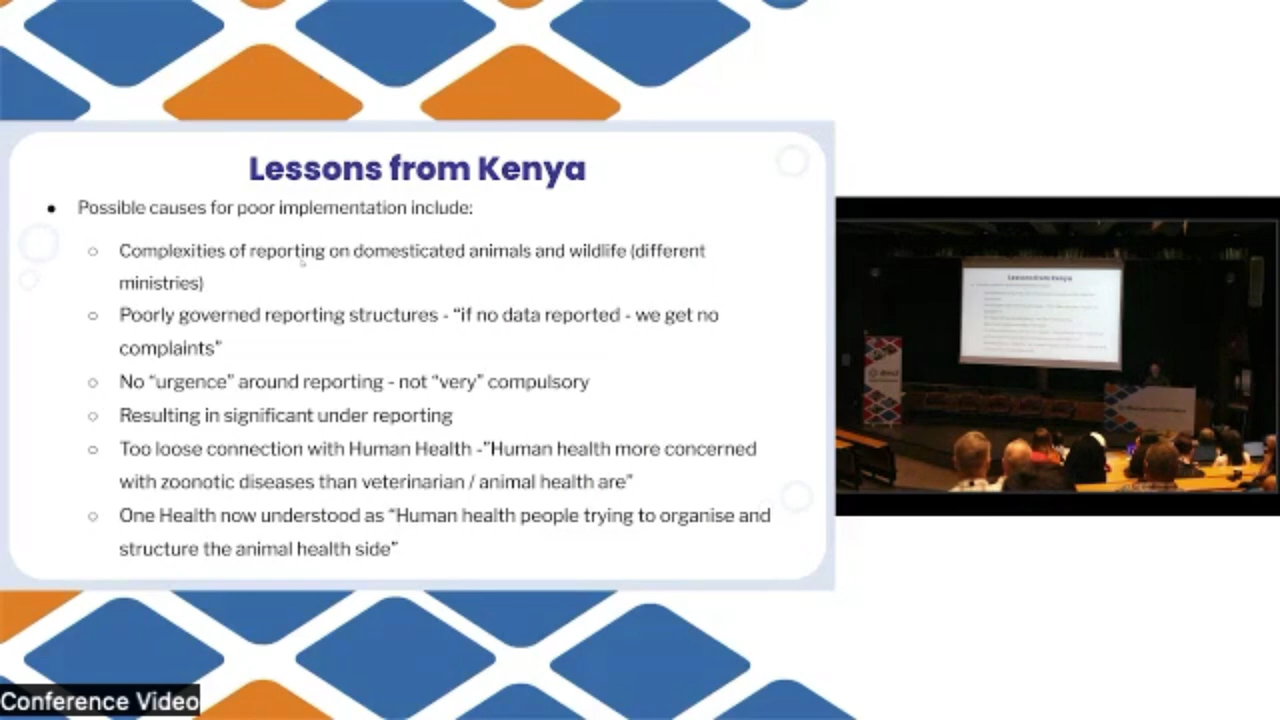 Lessons from Kenya
● Possible causes for poor implementation include:
○ Complexities of reporting on domesticated animals and wildlife (different
ministries)
○ Poorly governed reporting structures - “if no data reported - we get no
complaints”
○ No “urgence” around reporting - not “very” compulsory
○ Resulting in significant under reporting
○ Too loose connection with Human Health -”Human health more concerned
with zoonotic diseases than veterinarian / animal health are”
○ One Health now understood as “Human health people trying to organise and
structure the animal health side”
Lessons from Kenya
Conference Video